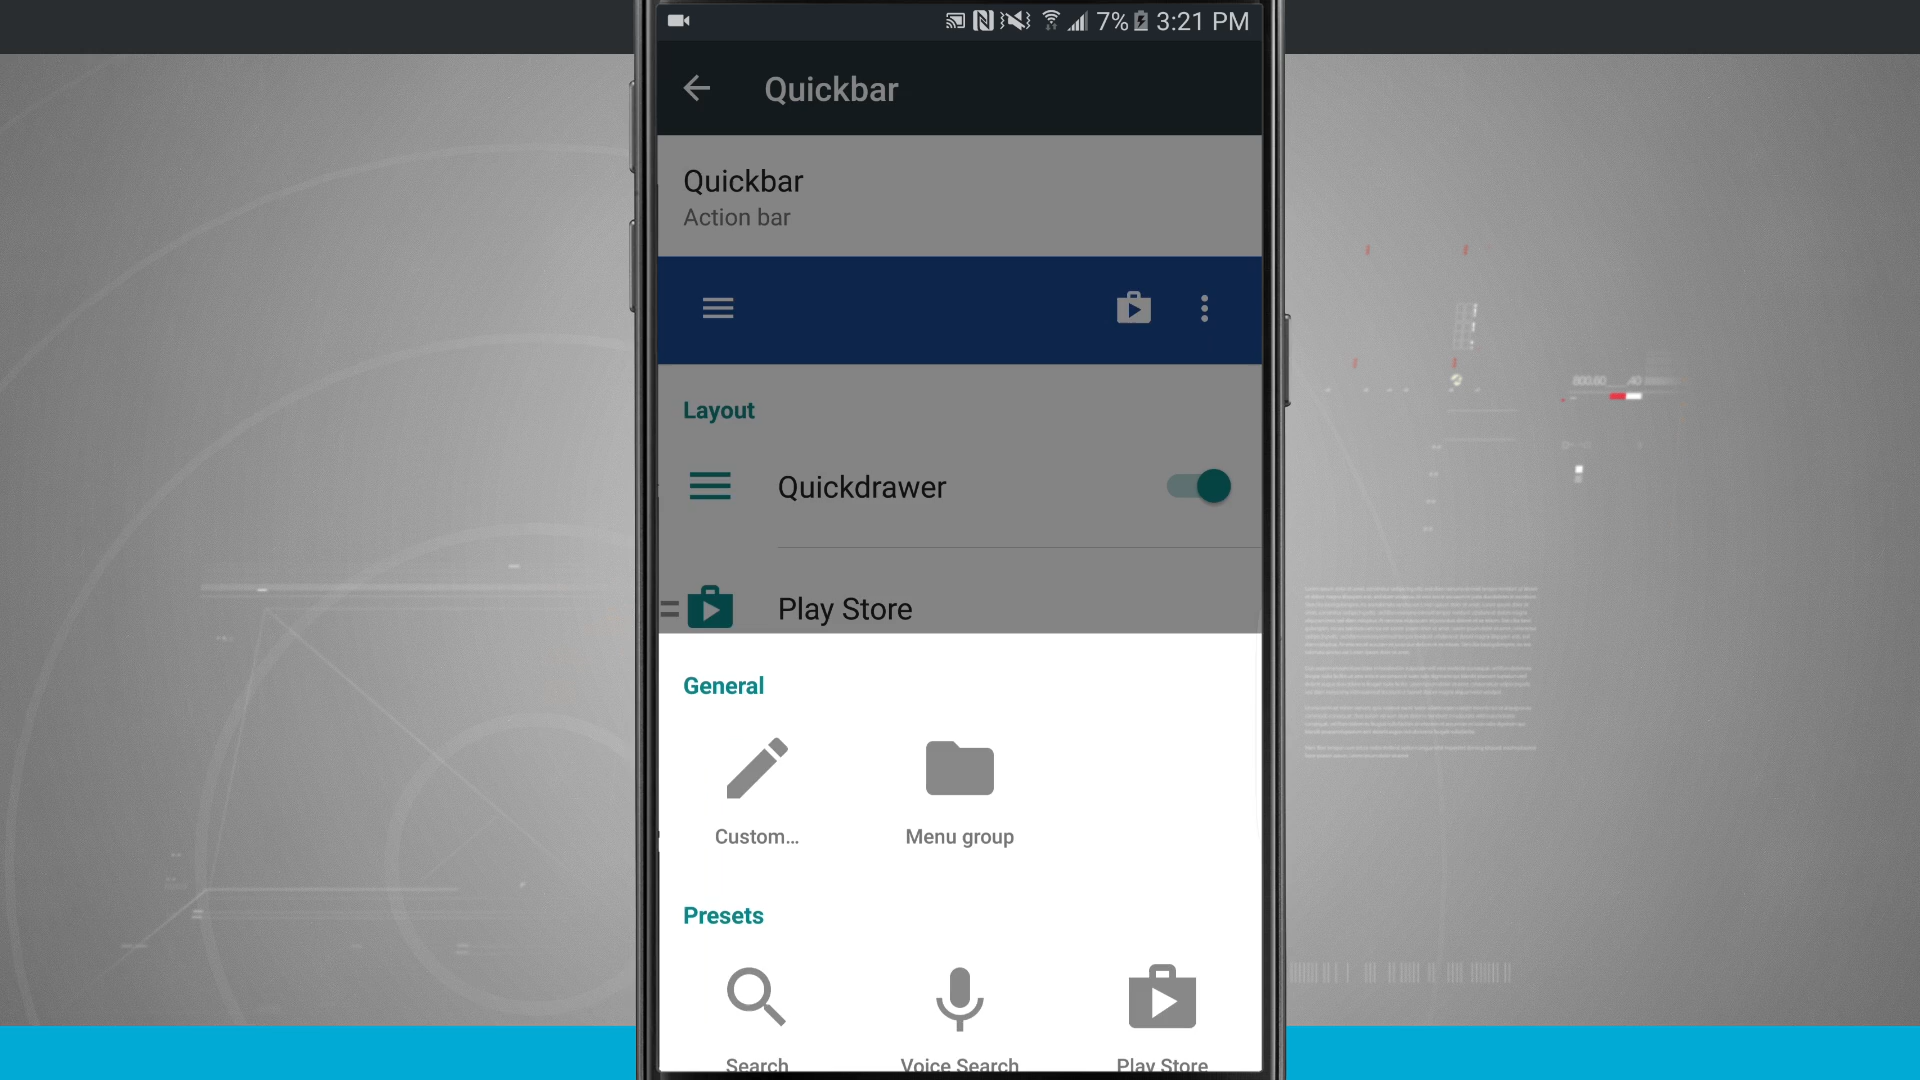 7% 3:21 PM
Quickbar
Quickbar
Action bar
Layout
Quickdrawer
Play Store
General
Custom...
Menu group
Presets
Search
Voice Search
Play Store